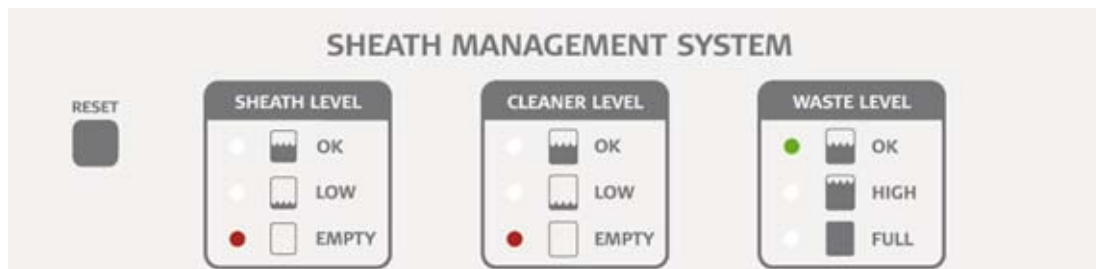 SHEATH MANAGEMENT SYSTEM
RESET
SHEATH LEVEL
OK
LOW
EMPTY
CLEANER LEVEL
OK
LOW
EMPTY
WASTE LEVEL
OK
HIGH
FULL